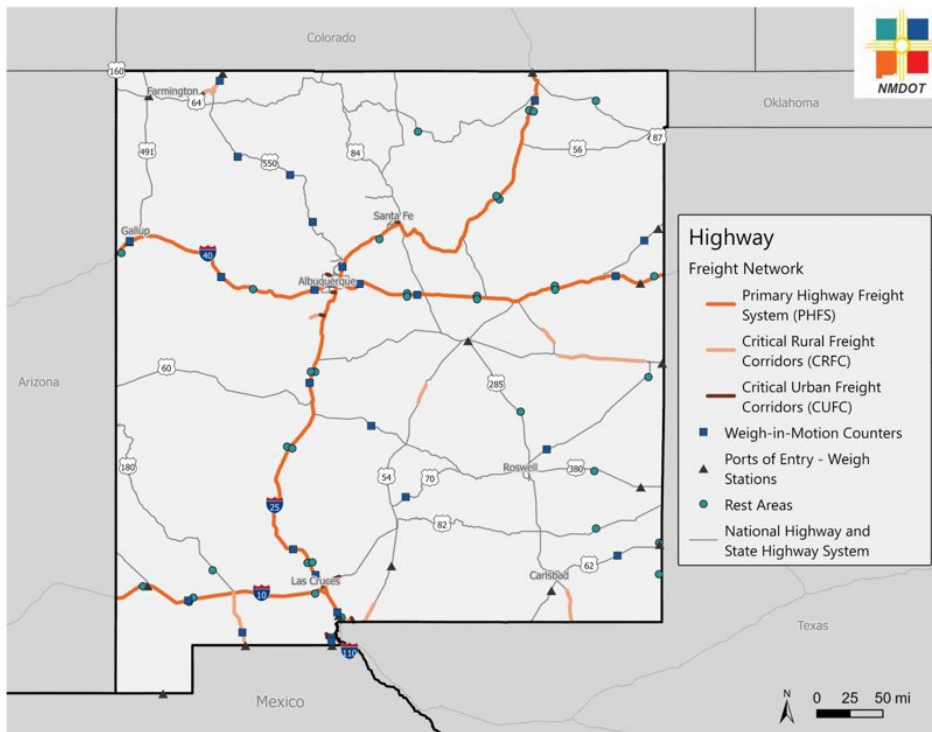 Colorado
NMDOT
Oklahoma
160
Farmington
64
491
550
84
56
87
Santa Fe
Gallup
40
Albuquerque
Arizona
60
285
180
54
70
Roswell
380
25
82
Las Cruces
10
Carlsbad
62
110
Texas
Mexico
Highway
Freight Network
Primary Highway Freight
System (PHFS)
Critical Rural Freight
Corridors (CRFC)
Critical Urban Freight
Corridors (CUFC)
Weigh-in-Motion Counters
Ports of Entry - Weigh
Stations
Rest Areas
National Highway and
State Highway System
N
0 25 50 mi